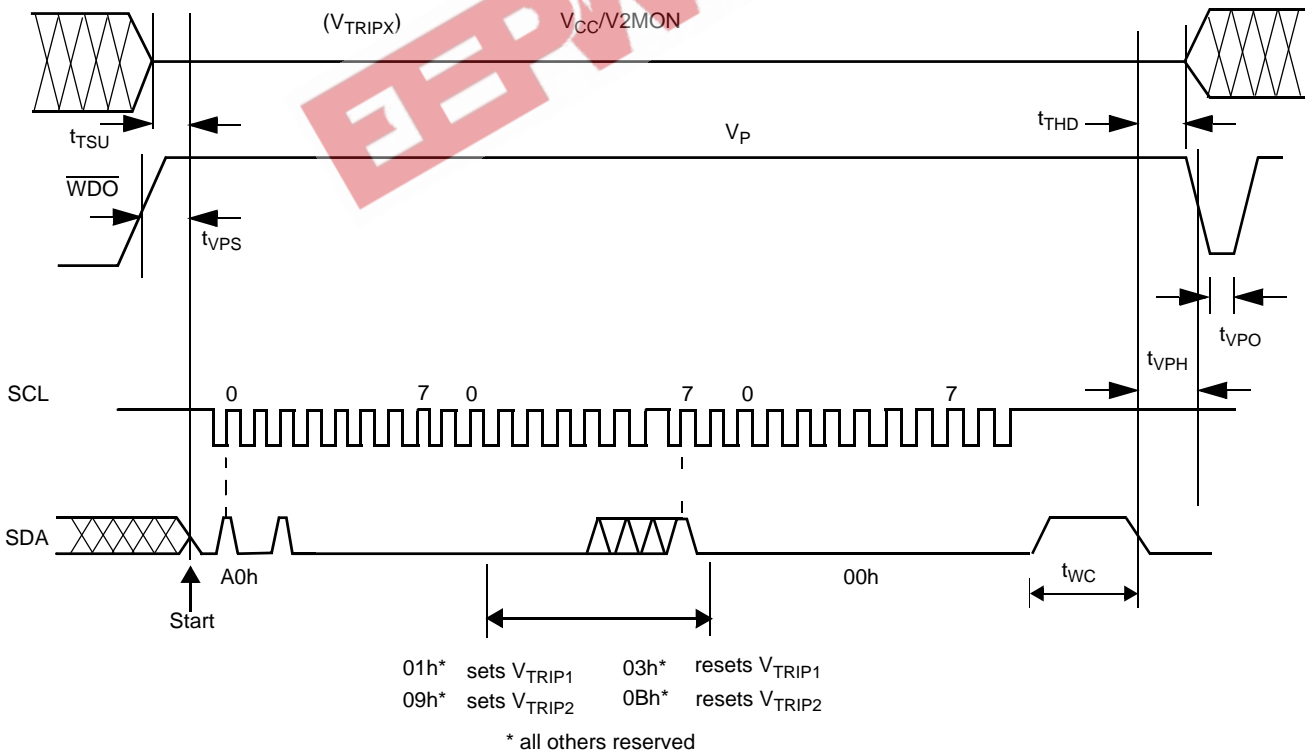 (VTRIPX) VCC/V2MON
tTSU
tTHD
VP
WDO
tVPS
tVPO
tVPH
SCL
0 7 0 7 0 7
SDA
A0h
00h
tWC
Start
01h* sets VTRIP1 03h* resets VTRIP1
09h* sets VTRIP2 0Bh* resets VTRIP2
* all others reserved